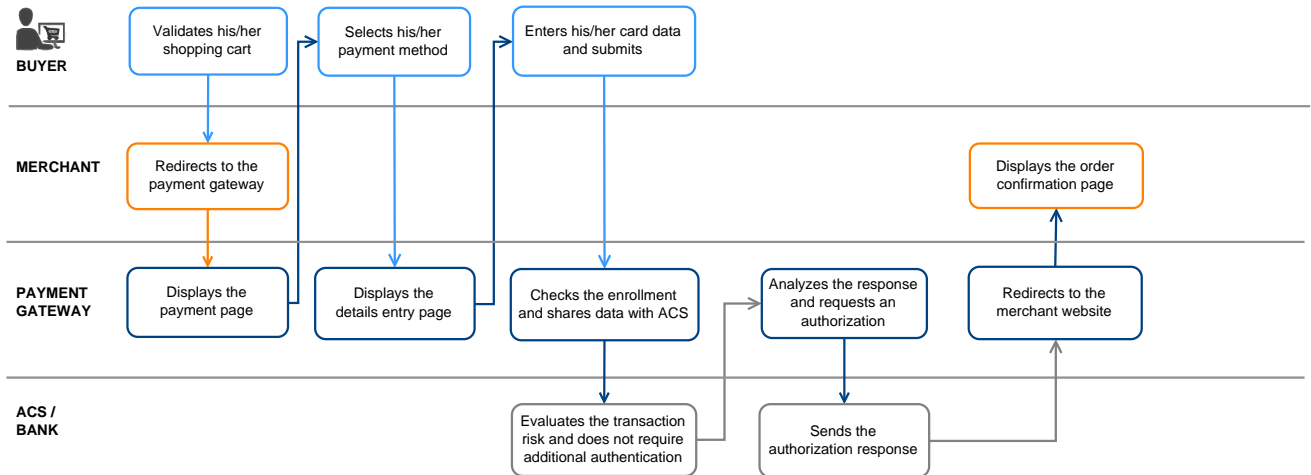 BUYER
Validates his/her
shopping cart
Selects his/her
payment method
Enters his/her card data
and submits
MERCHANT
Redirects to the
payment gateway
Displays the order
confirmation page
PAYMENT
GATEWAY
Displays the
payment page
Displays the
details entry page
Checks the enrollment
and shares data with ACS
Analyzes the response
and requests an
authorization
Redirects to the
merchant website
ACS /
BANK
Evaluates the transaction
risk and does not require
additional authentication
Sends the
authorization response